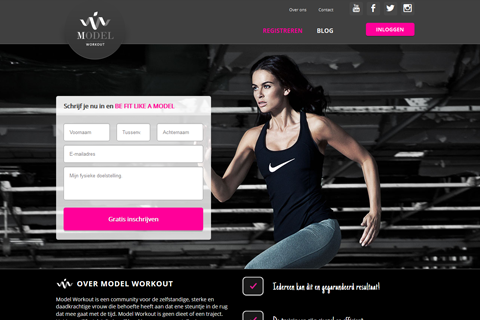 Over ons Contact
MODEL
WORKOUT
REGISTREREN BLOG INLOGGEN
You Tube
Schrijf je nu in en BE FIT LIKE A MODEL
Voornaam Tussenv. Achternaam
E-mailadres
Mijn fysieke doelstelling
Gratis inschrijven
OVER MODEL WORKOUT
Model Workout is een community voor de zelfstandige, sterke en
daadkrachtige vrouw die behoefte heeft aan dat ene steuntje in de rug
dat mee gaat met de tijd. Model Workout is geen dieet of een traject.
Iedereen kan dit en gegarandeerd resultaat!